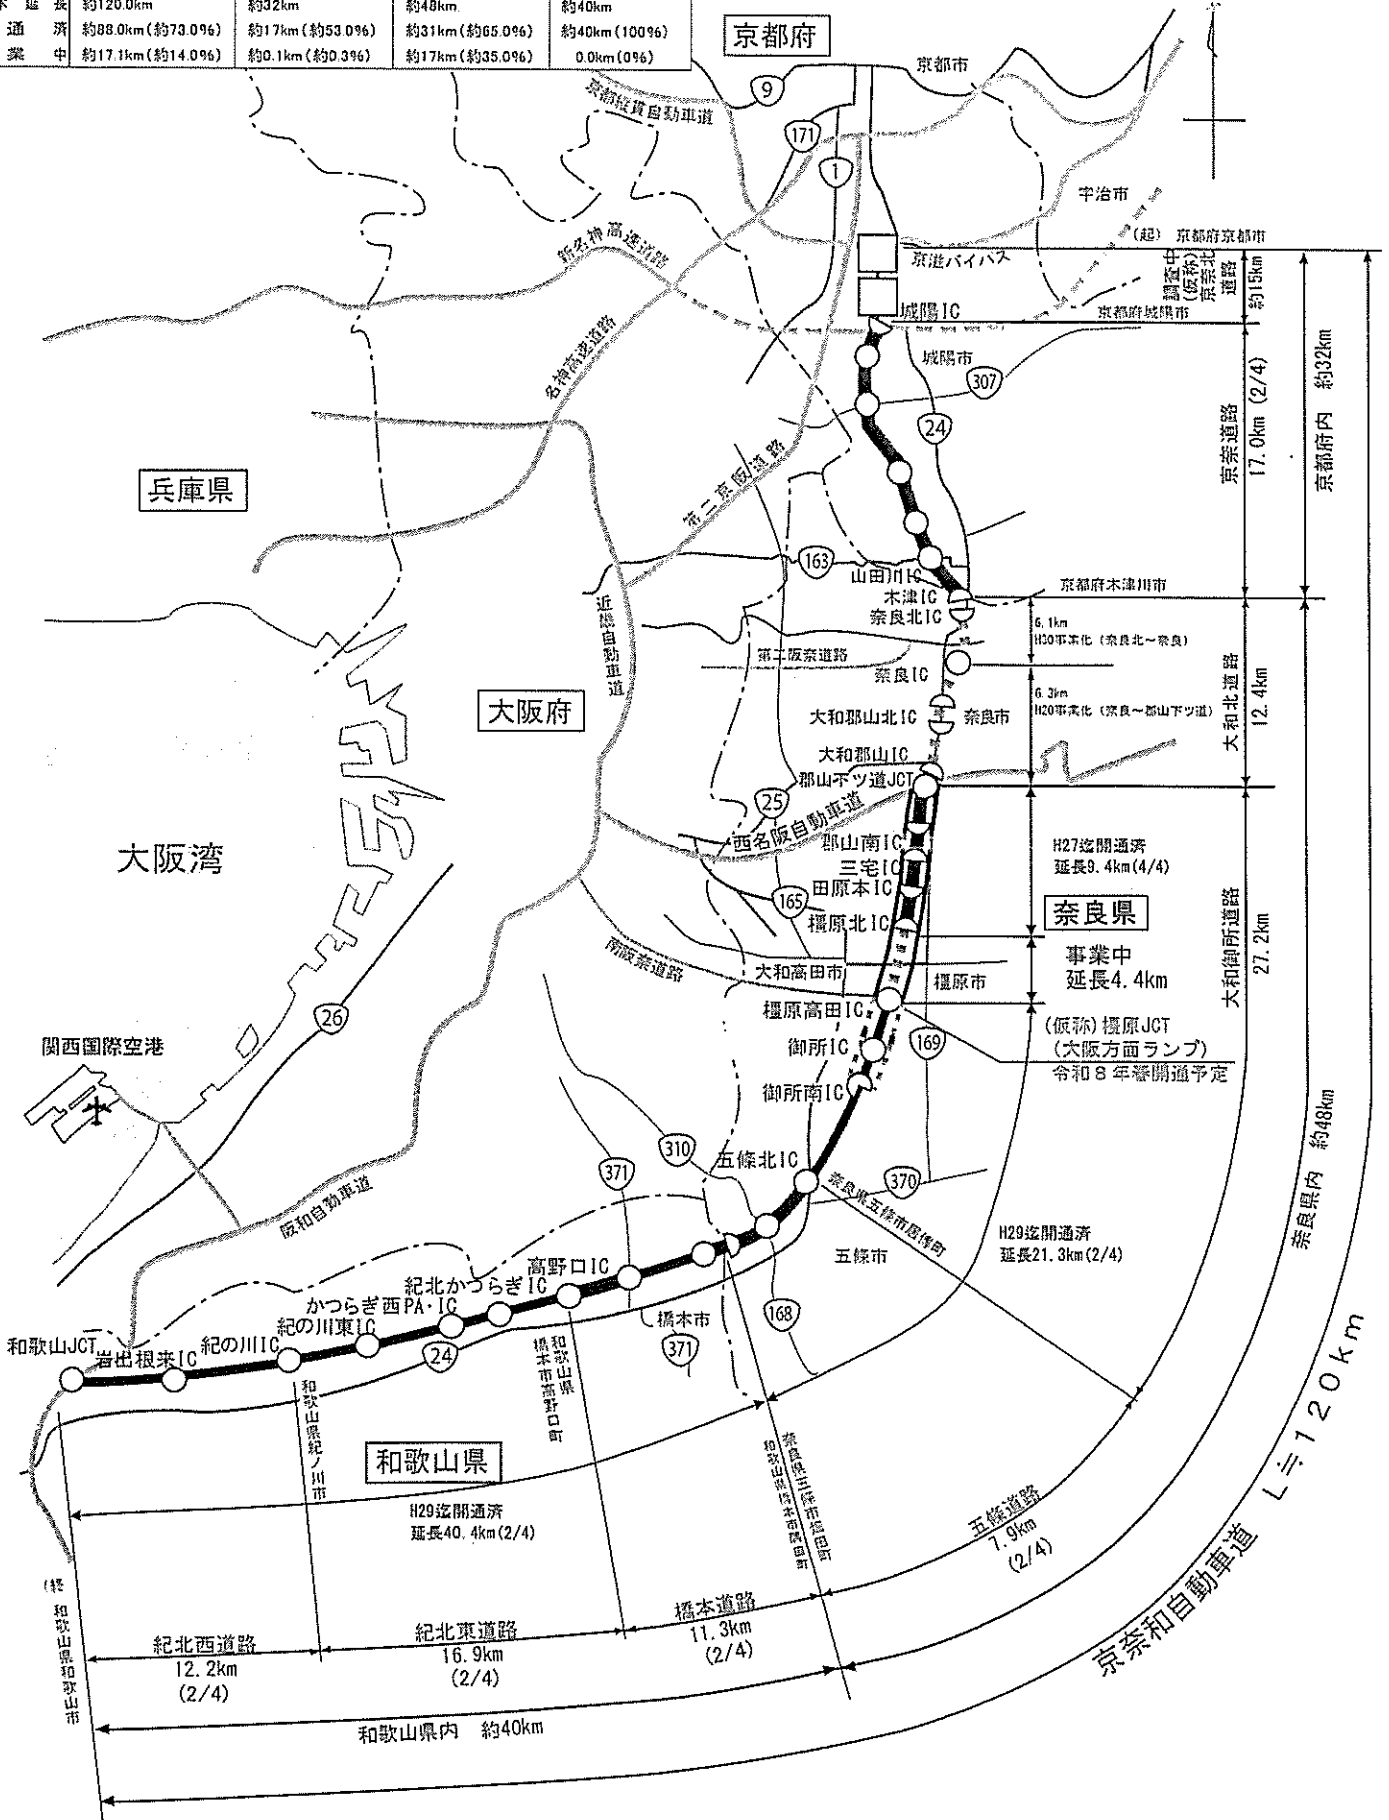 約120.0km 約32km 約48km 約40km
通 済 約88.0km(約73.0%) 約17km(約53.0%) 約31km(約65.0%) 約40km(100%)
業 中 約17.1km(約14.0%) 約0.1km(約0.3%) 約17km(約35.0%) 0.0km(0%)
京都府
京都市
9
京都縦貫自動車道
171
1
宇治市
(起) 京都府京都市
新名神高速道路
京滋バイパス
調査中
(仮称)
京奈北
道路
約15km
城陽IC
京都府城陽市
城陽市
名神高速道路
307
24
京奈道路
17.0km (2/4)
京都府内 約32km
兵庫県
第二京阪道路
163
山田川IC
木津IC
京都府木津川市
奈良北IC
近畿自動車道
6.1km
H30事業化 (奈良北～奈良)
第二阪奈道路
奈良IC
大阪府
6.3km
H20事業化 (奈良～郡山下ツ道)
大和郡山北IC
奈良市
大和北道路
12.4km
大和郡山IC
郡山下ツ道JCT
25
西名阪自動車道
大阪湾
郡山南IC
H27迄開通済
延長9.4km(4/4)
三宅IC
田原本IC
165
奈良県
橿原北IC
事業中
延長4.4km
南阪奈道路
大和高田市
橿原市
大和御所道路
27.2km
橿原高田IC
26
(仮称)橿原JCT
(大阪方面ランプ)
令和8年春開通予定
関西国際空港
御所IC
169
御所南IC
奈良県内 約48km
310
五條北IC
371
370
奈良県五條市居傳町
阪和自動車道
H29迄開通済
延長21.3km(2/4)
五條市
高野口IC
紀北かつらぎIC
かつらぎ西PA・IC
168
紀の川東IC
橋本市
371
和歌山JCT
岩出根来IC
紀の川IC
24
和歌山県
橋本市高野口町
和歌山県紀ノ川市
和歌山県
H29迄開通済
延長40.4km(2/4)
五條道路
7.9km
(2/4)
橋本道路
11.3km
(2/4)
紀北東道路
16.9km
(2/4)
紀北西道路
12.2km
(2/4)
(終
和歌山県和歌山市
和歌山県内 約40km
京奈和自動車道 L≒120km